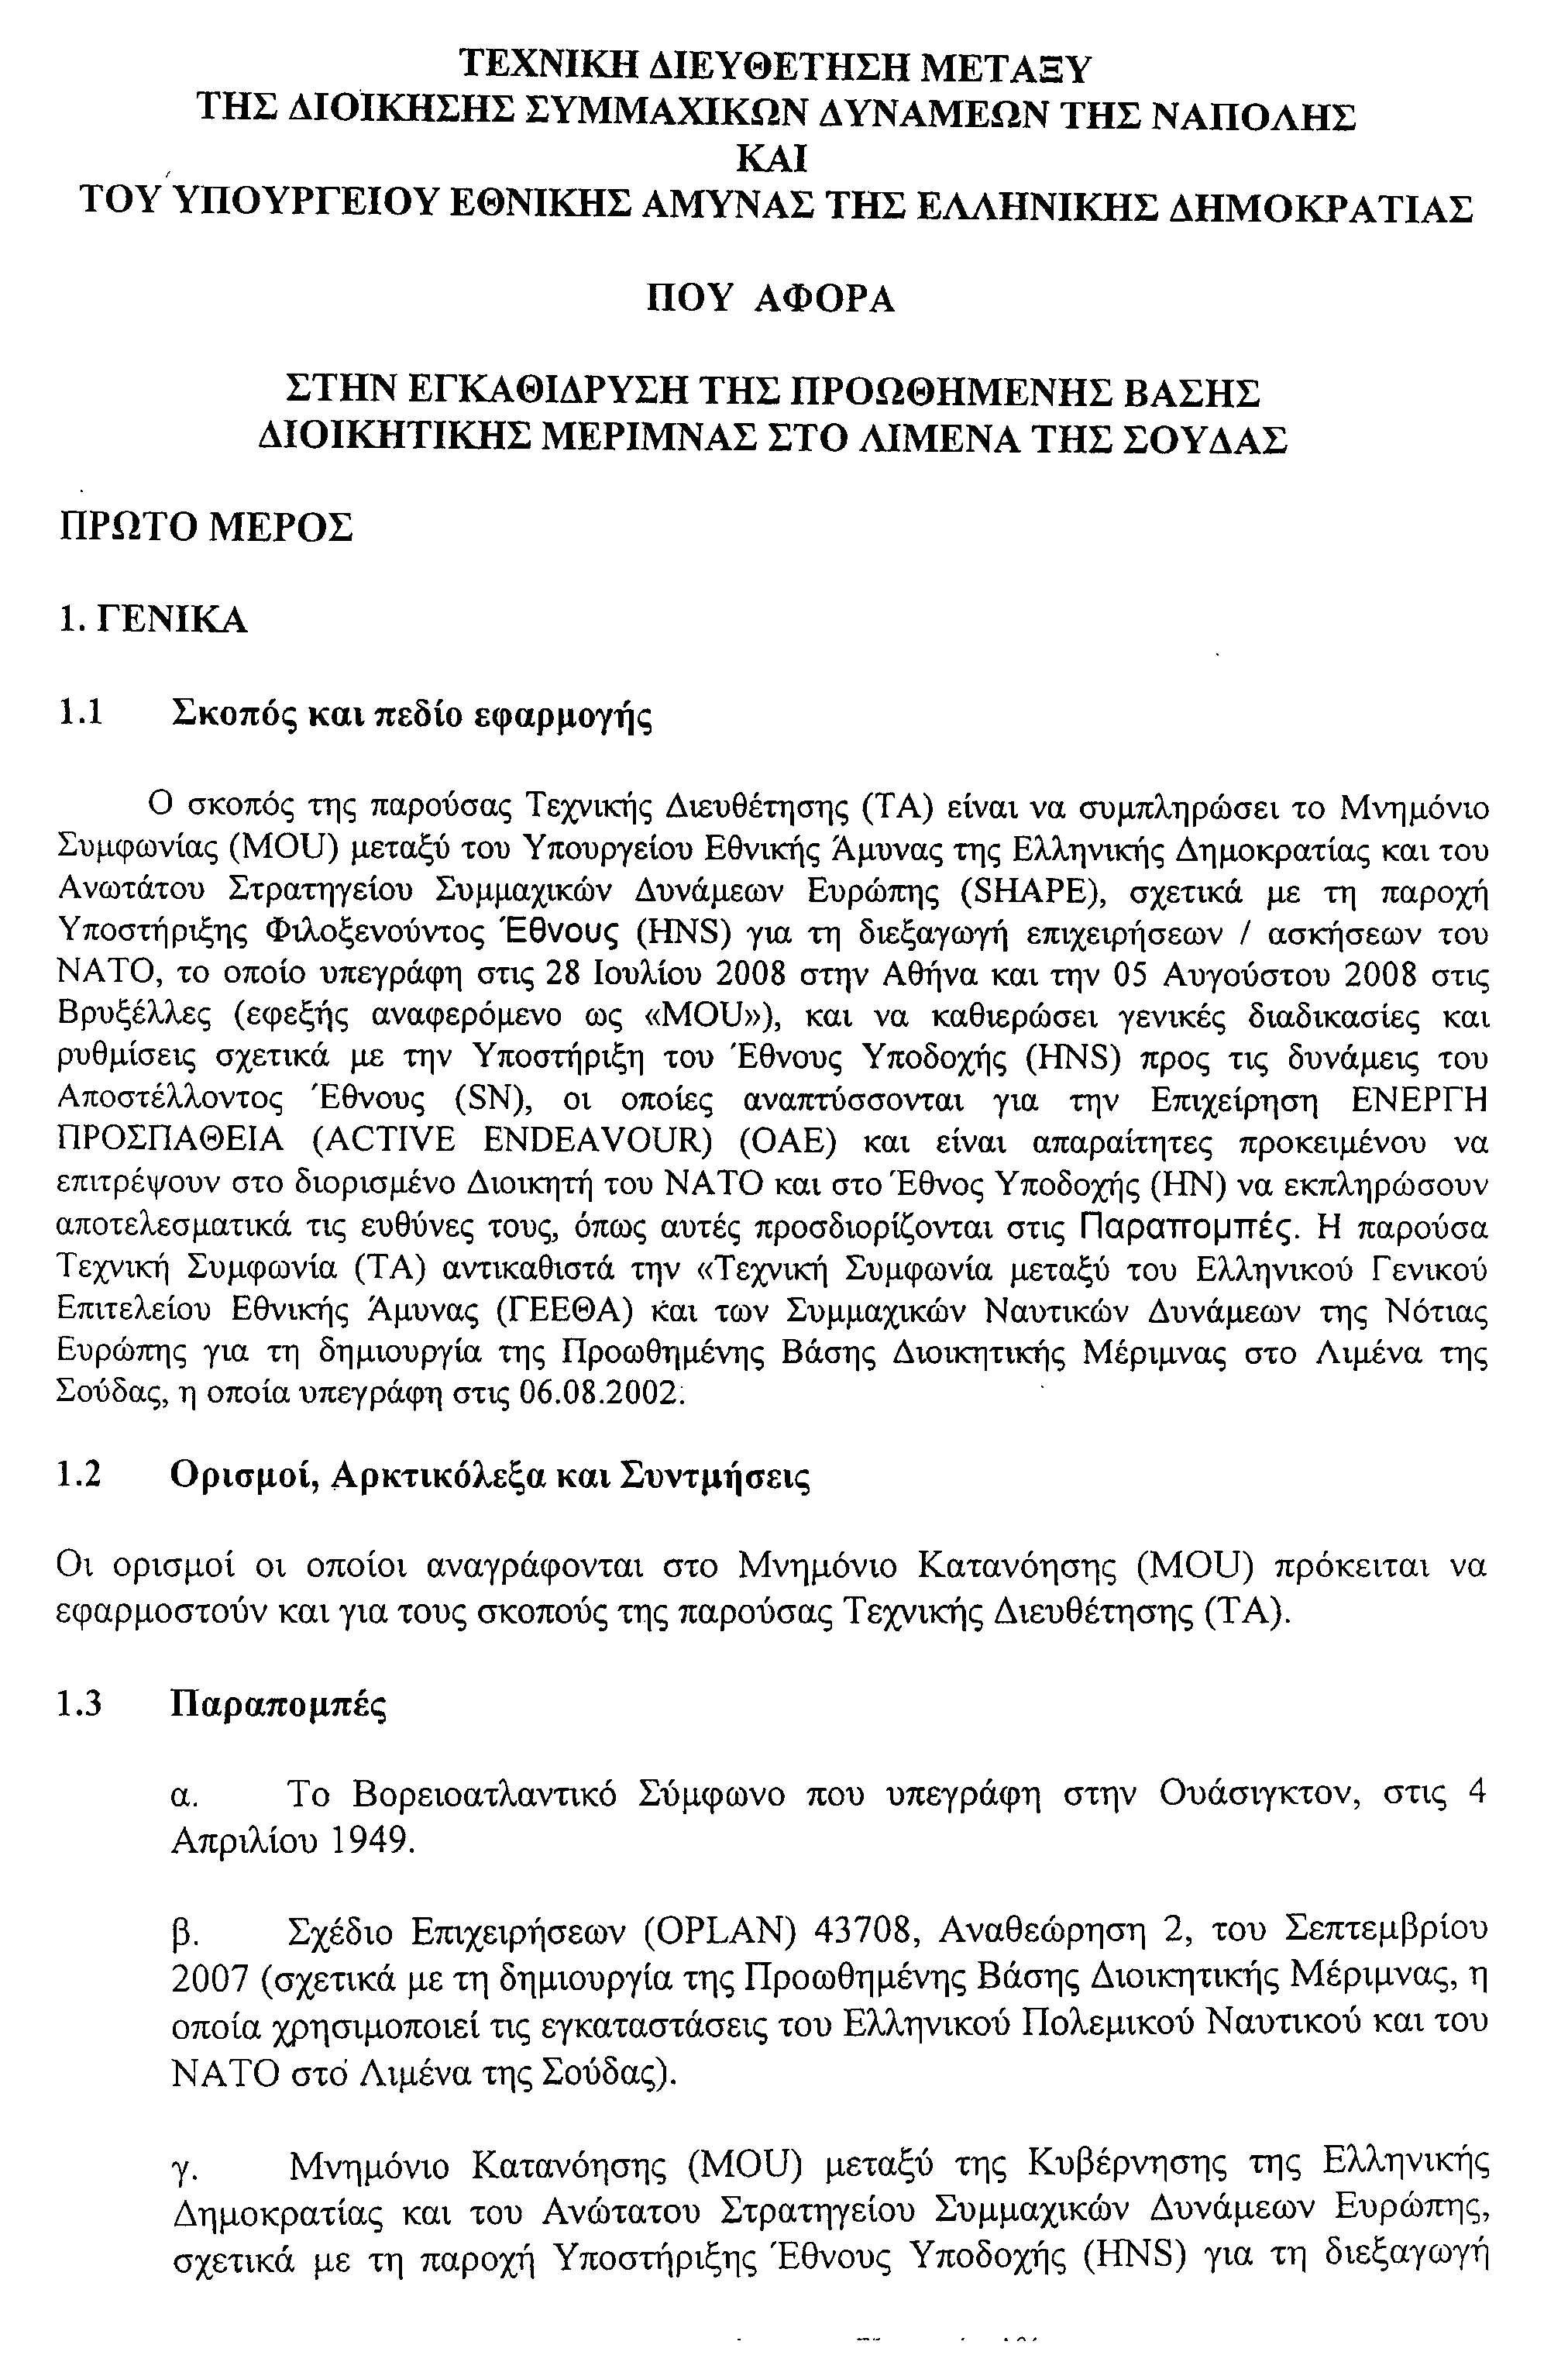 ΤΕΧΝΙΚΗ ΔΙΕΥΘΕΤΗΣΗ ΜΕΤΑΞΥ
ΤΗΣ ΔΙΟΙΚΗΣΗΣ ΣΥΜΜΑΧΙΚΩΝ ΔΥΝΑΜΕΩΝ ΤΗΣ ΝΑΠΟΛΗΣ
ΚΑΙ
ΤΟΥ ΥΠΟΥΡΓΕΙΟΥ ΕΘΝΙΚΗΣ ΑΜΥΝΑΣ ΤΗΣ ΕΛΛΗΝΙΚΗΣ ΔΗΜΟΚΡΑΤΙΑΣ
ΠΟΥ ΑΦΟΡΑ
ΣΤΗΝ ΕΓΚΑΘΙΔΡΥΣΗ ΤΗΣ ΠΡΟΩΘΗΜΕΝΗΣ ΒΑΣΗΣ
ΔΙΟΙΚΗΤΙΚΗΣ ΜΕΡΙΜΝΑΣ ΣΤΟ ΛΙΜΕΝΑ ΤΗΣ ΣΟΥΔΑΣ
ΠΡΩΤΟ ΜΕΡΟΣ
1. ΓΕΝΙΚΑ
1.1 Σκοπός και πεδίο εφαρμογής
Ο σκοπός της παρούσας Τεχνικής Διευθέτησης (ΤΑ) είναι να συμπληρώσει το Μνημόνιο
Συμφωνίας (MOU) μεταξύ του Υπουργείου Εθνικής Άμυνας της Ελληνικής Δημοκρατίας και του
Ανωτάτου Στρατηγείου Συμμαχικών Δυνάμεων Ευρώπης (SHAPE), σχετικά με τη παροχή
Υποστήριξης Φιλοξενούντος Έθνους (HNS) για τη διεξαγωγή επιχειρήσεων / ασκήσεων του
ΝΑΤΟ, το οποίο υπεγράφη στις 28 Ιουλίου 2008 στην Αθήνα και την 05 Αυγούστου 2008 στις
Βρυξέλλες (εφεξής αναφερόμενο ως «MOU»), και να καθιερώσει γενικές διαδικασίες και
ρυθμίσεις σχετικά με την Υποστήριξη του Έθνους Υποδοχής (HNS) προς τις δυνάμεις του
Αποστέλλοντος Έθνους (SN), οι οποίες αναπτύσσονται για την Επιχείρηση ΕΝΕΡΓΗ
ΠΡΟΣΠΑΘΕΙΑ (ACTIVE ENDEAVOUR) (OAE) και είναι απαραίτητες προκειμένου να
επιτρέψουν στο διορισμένο Διοικητή του ΝΑΤΟ και στο Έθνος Υποδοχής (HN) να εκπληρώσουν
αποτελεσματικά τις ευθύνες τους, όπως αυτές προσδιορίζονται στις Παραπομπές. Η παρούσα
Τεχνική Συμφωνία (ΤΑ) αντικαθιστά την «Τεχνική Συμφωνία μεταξύ του Ελληνικού Γενικού
Επιτελείου Εθνικής Άμυνας (ΓΕΕΘΑ) και των Συμμαχικών Ναυτικών Δυνάμεων της Νότιας
Ευρώπης για τη δημιουργία της Προωθημένης Βάσης Διοικητικής Μέριμνας στο Λιμένα της
Σούδας, η οποία υπεγράφη στις 06.08.2002.
1.2 Ορισμοί, Αρκτικόλεξα και Συντμήσεις
Οι ορισμοί οι οποίοι αναγράφονται στο Μνημόνιο Κατανόησης (MOU) πρόκειται να
εφαρμοστούν και για τους σκοπούς της παρούσας Τεχνικής Διευθέτησης (ΤΑ).
1.3 Παραπομπές
α. Το Βορειοατλαντικό Σύμφωνο που υπεγράφη στην Ουάσιγκτον, στις 4
Απριλίου 1949.
β. Σχέδιο Επιχειρήσεων (OPLAN) 43708, Αναθεώρηση 2, του Σεπτεμβρίου
2007 (σχετικά με τη δημιουργία της Προωθημένης Βάσης Διοικητικής Μέριμνας, η
οποία χρησιμοποιεί τις εγκαταστάσεις του Ελληνικού Πολεμικού Ναυτικού και του
ΝΑΤΟ στο Λιμένα της Σούδας).
γ. Μνημόνιο Κατανόησης (MOU) μεταξύ της Κυβέρνησης της Ελληνικής
Δημοκρατίας και του Ανώτατου Στρατηγείου Συμμαχικών Δυνάμεων Ευρώπης,
σχετικά με τη παροχή Υποστήριξης Έθνους Υποδοχής (HNS) για τη διεξαγωγή